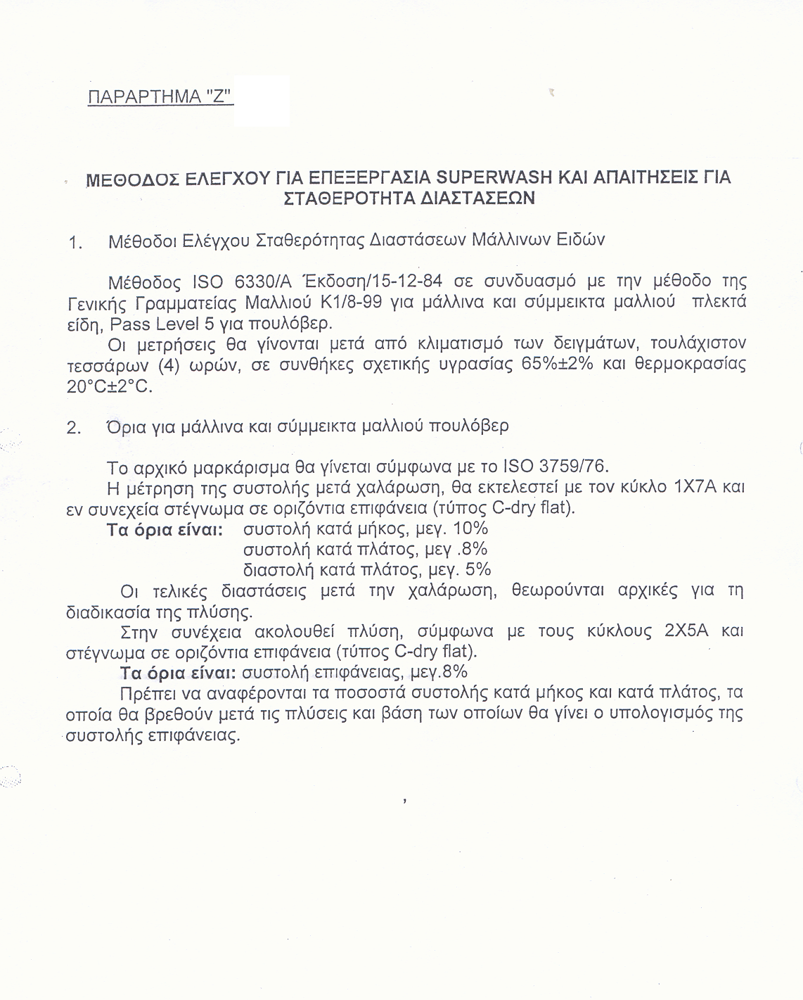 ΠΑΡΑΡΤΗΜΑ "Ζ"
ΜΕΘΟΔΟΣ ΕΛΕΓΧΟΥ ΓΙΑ ΕΠΕΞΕΡΓΑΣΙΑ SUPERWASH ΚΑΙ ΑΠΑΙΤΗΣΕΙΣ ΓΙΑ
ΣΤΑΘΕΡΟΤΗΤΑ ΔΙΑΣΤΑΣΕΩΝ
1. Μέθοδοι Ελέγχου Σταθερότητας Διαστάσεων Μάλλινων Ειδών
Μέθοδος ISO 6330/Α Έκδοση/15-12-84 σε συνδυασμό με την μέθοδο της
Γενικής Γραμματείας Μαλλιού Κ1/8-99 για μάλλινα και σύμμεικτα μαλλιού πλεκτά
είδη, Pass Level 5 για πουλόβερ.
Οι μετρήσεις θα γίνονται μετά από κλιματισμό των δειγμάτων, τουλάχιστον
τεσσάρων (4) ωρών, σε συνθήκες σχετικής υγρασίας 65%±2% και θερμοκρασίας
20°C±2°C.
2. Όρια για μάλλινα και σύμμεικτα μαλλιού πουλόβερ
Το αρχικό μαρκάρισμα θα γίνεται σύμφωνα με το ISO 3759/76.
Η μέτρηση της συστολής μετά χαλάρωση, θα εκτελεστεί με τον κύκλο 1Χ7Α και
εν συνεχεία στέγνωμα σε οριζόντια επιφάνεια (τύπος C-dry flat).
Τα όρια είναι: συστολή κατά μήκος, μεγ. 10%
συστολή κατά πλάτος, μεγ .8%
διαστολή κατά πλάτος, μεγ. 5%
Οι τελικές διαστάσεις μετά την χαλάρωση, θεωρούνται αρχικές για τη
διαδικασία της πλύσης.
Στην συνέχεια ακολουθεί πλύση, σύμφωνα με τους κύκλους 2Χ5Α και
στέγνωμα σε οριζόντια επιφάνεια (τύπος C-dry flat).
Τα όρια είναι: συστολή επιφάνειας, μεγ.8%
Πρέπει να αναφέρονται τα ποσοστά συστολής κατά μήκος και κατά πλάτος, τα
οποία θα βρεθούν μετά τις πλύσεις και βάση των οποίων θα γίνει ο υπολογισμός της
συστολής επιφάνειας.